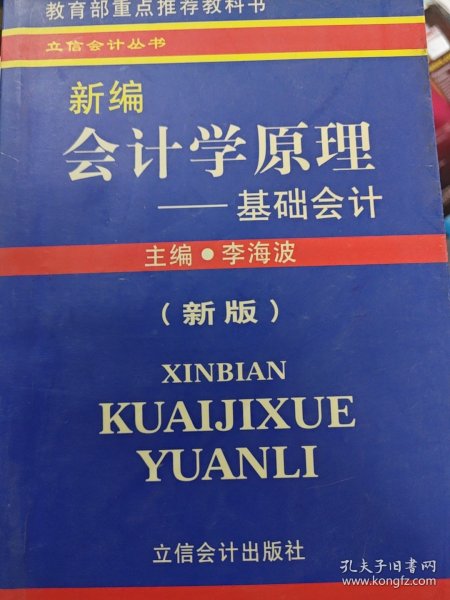 教育部重点推荐教科书
立信会计丛书
新编
会计学原理
——基础会计
主编●李海波
（新版）
XINBIAN
KUAIJIXUE
YUANLI
立信会计出版社
孔夫子旧书网
www.kongfz.com